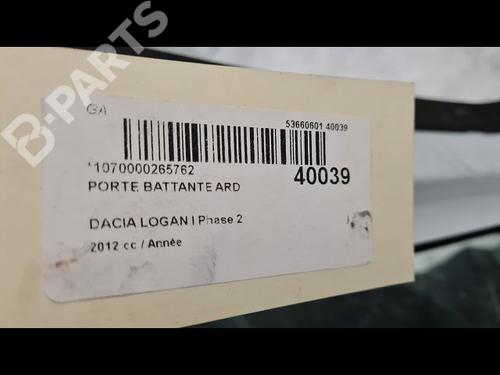 B-PARTS
GA
53660601 40039
*1070000265762
40039
PORTE BATTANTE ARD
DACIA LOGAN I Phase 2
2012 cc / Année